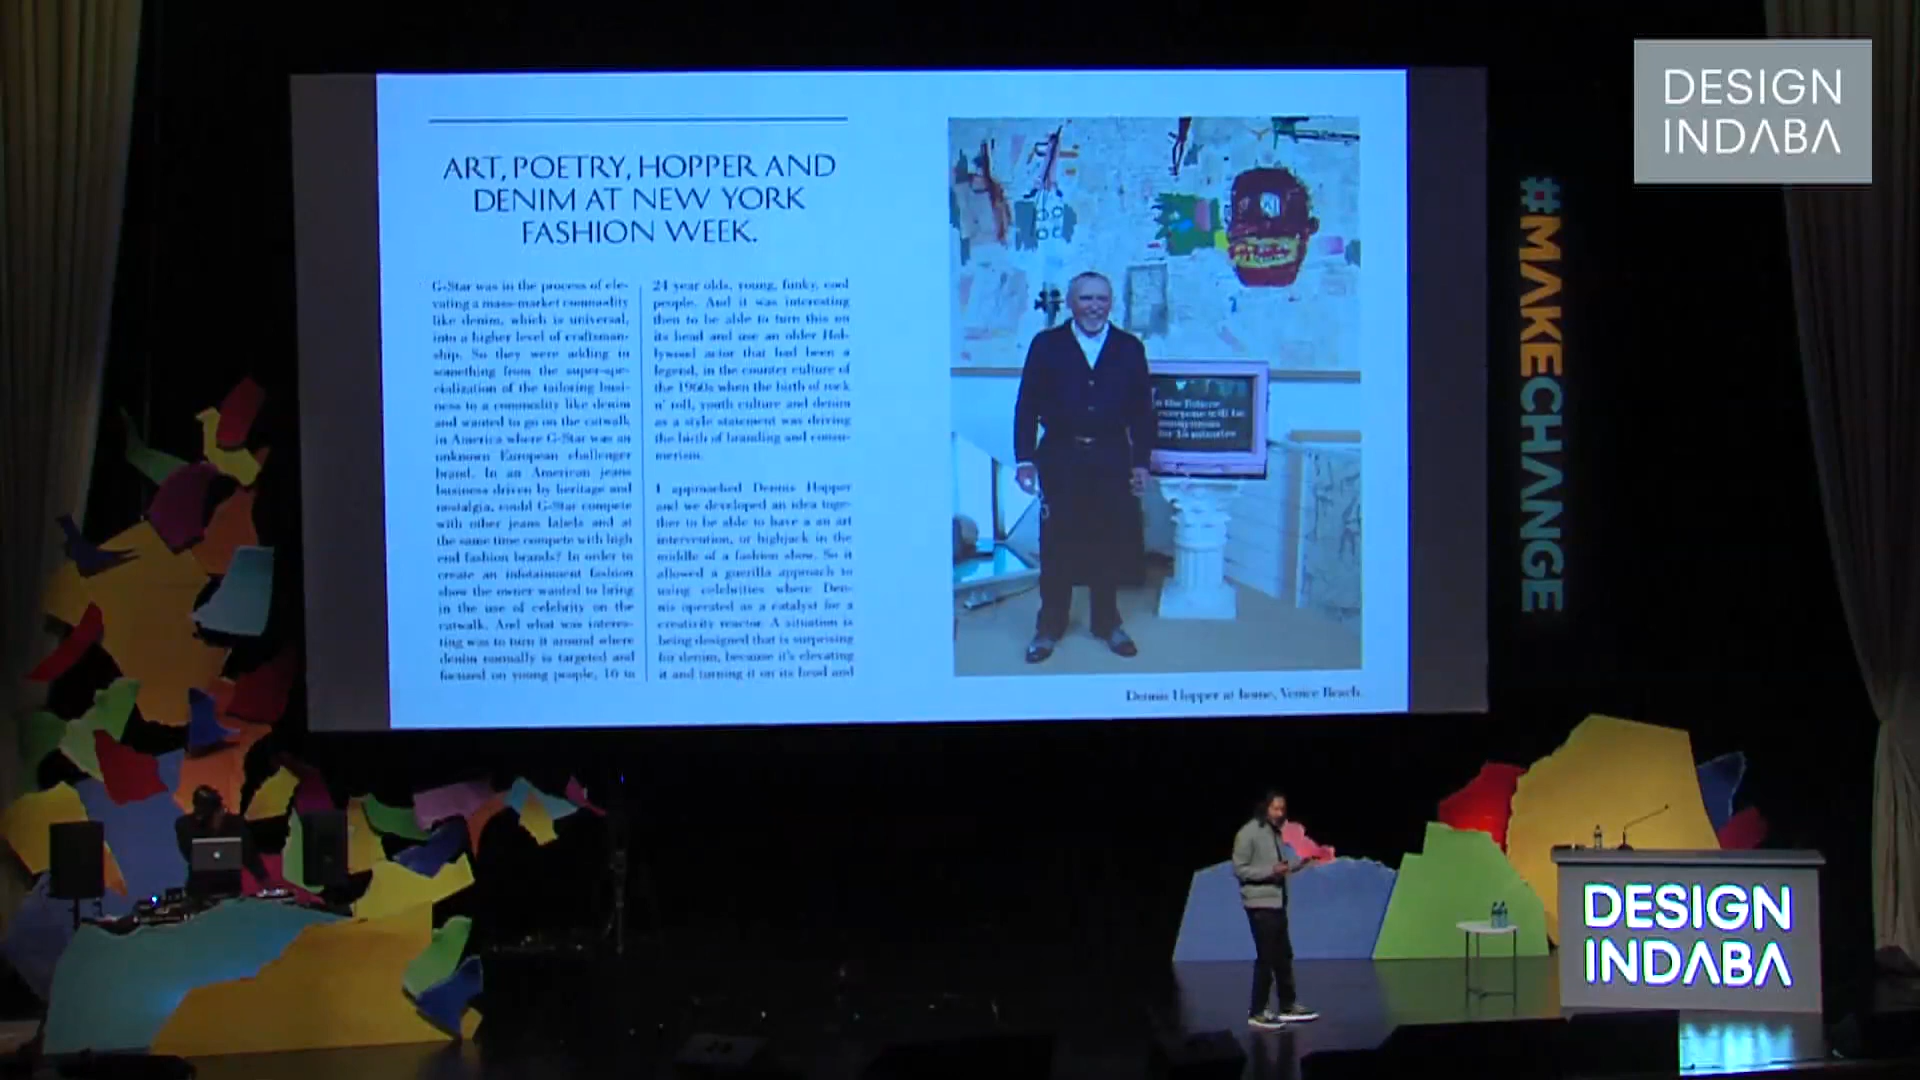 DESIGN
INDABA
#MAKECHANGE
ART, POETRY, HOPPER AND
DENIM AT NEW YORK
FASHION WEEK.
G-Star was in the process of ele-
vating a mass-market commodity
like denim, which is universal,
into a higher level of craftsman-
ship. So they were adding in
something from the super-spe-
cialization of the tailoring busi-
ness to a commodity like denim
and wanted to go on the catwalk
in America where G-Star was an
unknown European challenger
brand. In an American jeans
business driven by heritage and
nostalgia, could G-Star compete
with other jeans labels and at
the same time compete with high
end fashion brands? In order to
create an infotainment fashion
show the owner wanted to bring
in the use of celebrity on the
catwalk. And what was interes-
ting was to turn it around where
denim normally is targeted and
focused on young people, 16 to
24 year olds, young, funky, cool
people. And it was interesting
then to be able to turn this on
its head and use an older Hol-
lywood actor that had been a
legend, in the counter culture of
the 1960s when the birth of rock
n' roll, youth culture and denim
as a style statement was driving
the birth of branding and consu-
merism.
I approached Dennis Hopper
and we developed an idea toge-
ther to be able to have a an art
intervention, or highjack in the
middle of a fashion show. So it
allowed a guerilla approach to
using celebrities where Den-
nis operated as a catalyst for a
creativity reactor. A situation is
being designed that is surprising
for denim, because it's elevating
it and turning it on its head and
in the future
everyone will be
anonymous
for 15 minutes
Dennis Hopper at home, Venice Beach.
DESIGN
INDABA